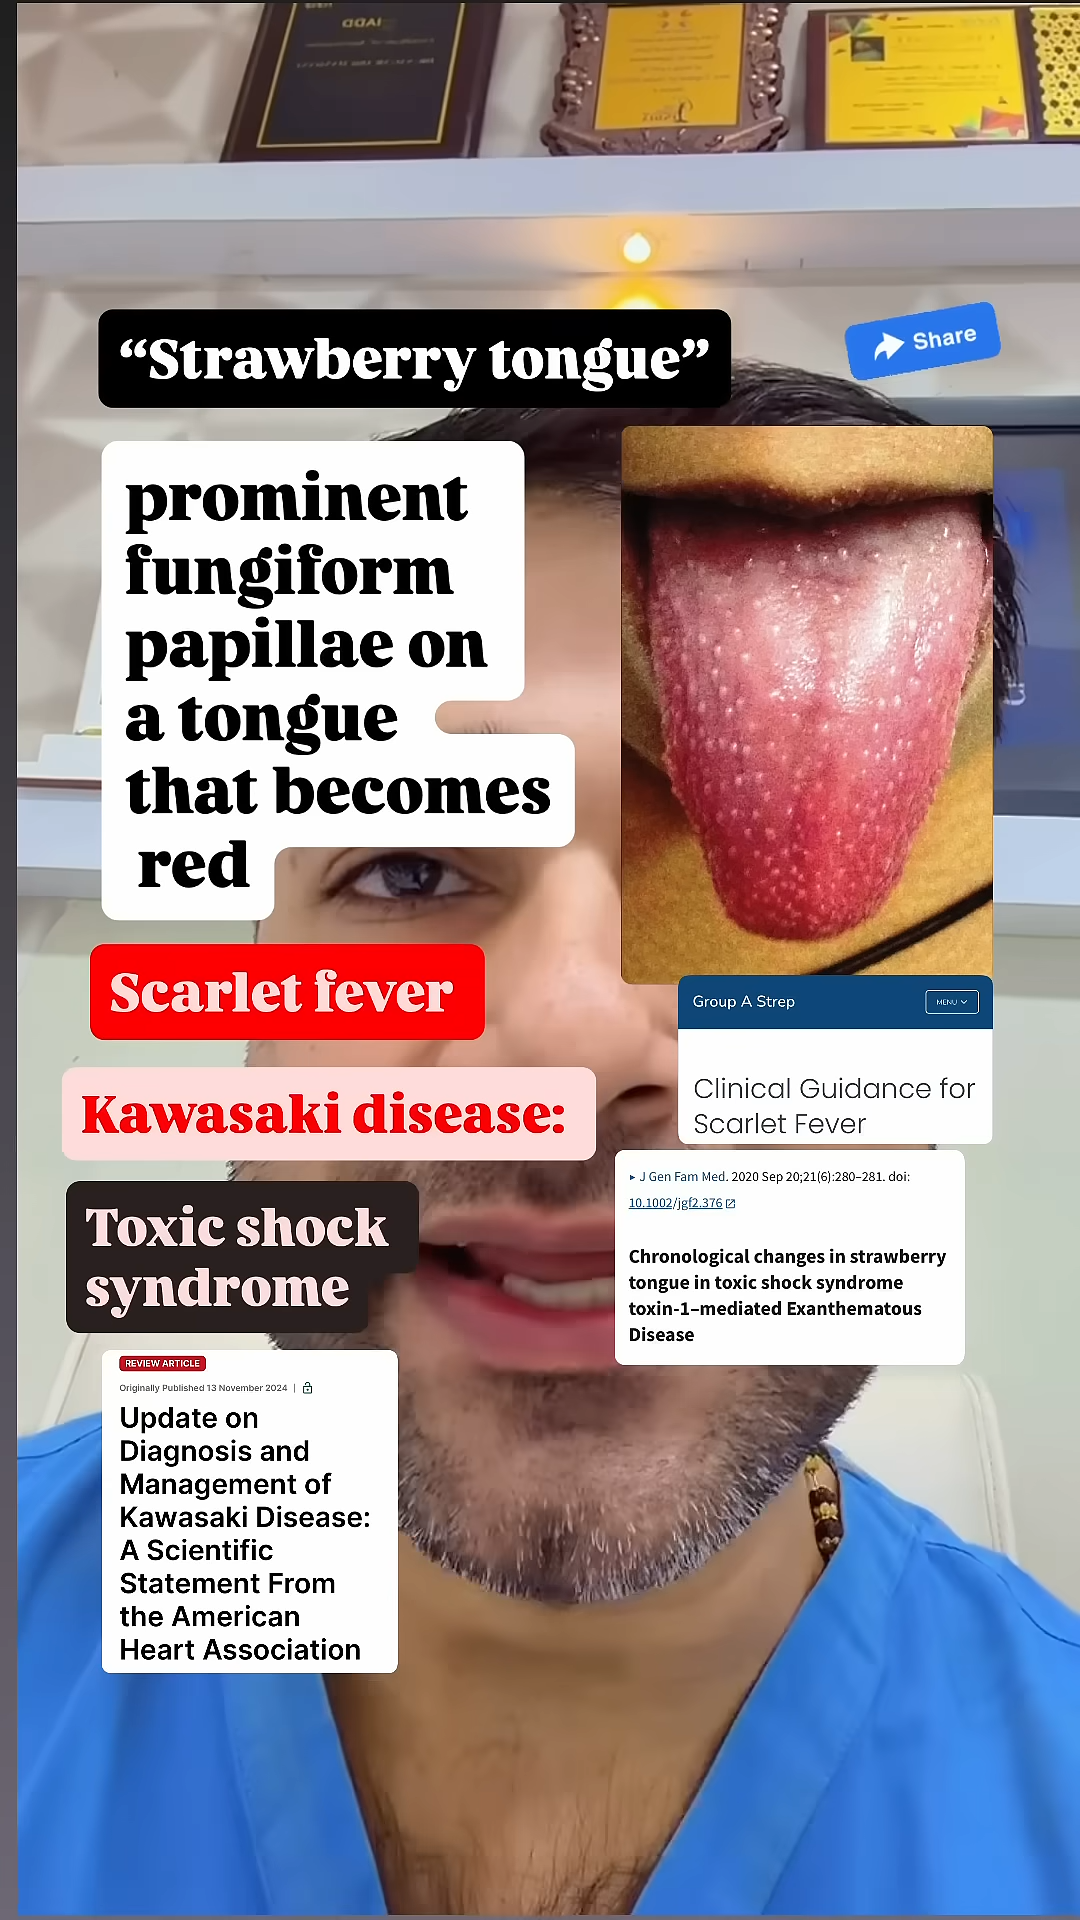 “Strawberry tongue”
Share
prominent
fungiform
papillae on
a tongue
that becomes
red
Scarlet fever
Kawasaki disease:
Toxic shock
syndrome
Group A Strep
MENU
Clinical Guidance for
Scarlet Fever
J Gen Fam Med. 2020 Sep 20;21(6):280–281. doi:
10.1002/jgf2.376
Chronological changes in strawberry
tongue in toxic shock syndrome
toxin-1–mediated Exanthematous
Disease
REVIEW ARTICLE
Originally Published 13 November 2024 |
Update on
Diagnosis and
Management of
Kawasaki Disease:
A Scientific
Statement From
the American
Heart Association